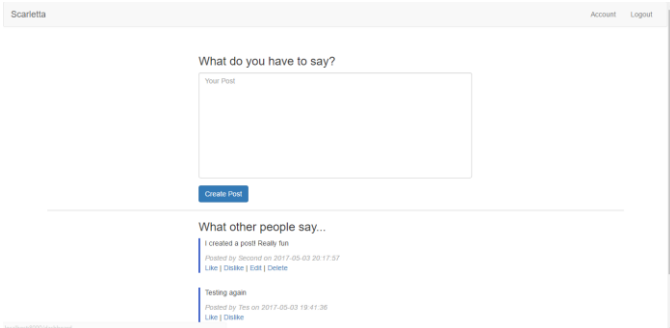 Scarletta
Account Logout
What do you have to say?
Your Post
Create Post
What other people say...
I created a post! Really fun
Posted by Second on 2017-05-03 20:17:57
Like | Dislike | Edit | Delete
Testing again
Posted by Tes on 2017-05-03 19:41:36
Like | Dislike